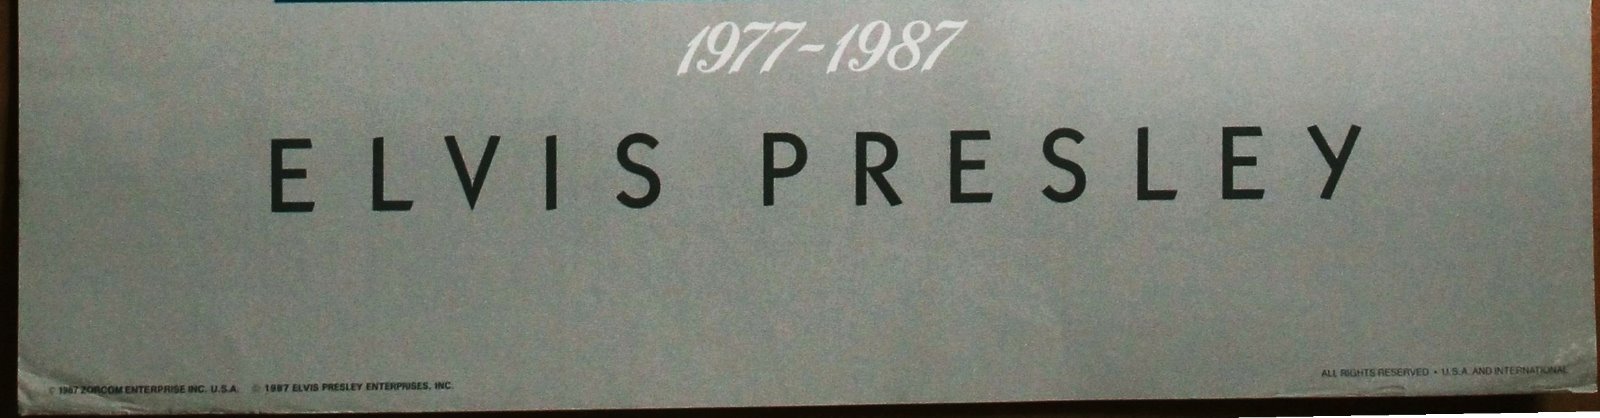 1977-1987
ELVIS PRESLEY
© 1987 ZORCOM ENTERPRISE INC. U.S.A. © 1987 ELVIS PRESLEY ENTERPRISES, INC.
ALL RIGHTS RESERVED • U.S.A. AND INTERNATIONAL